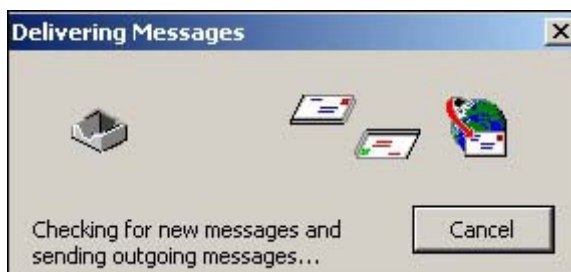 Delivering Messages
Checking for new messages and
sending outgoing messages...
Cancel